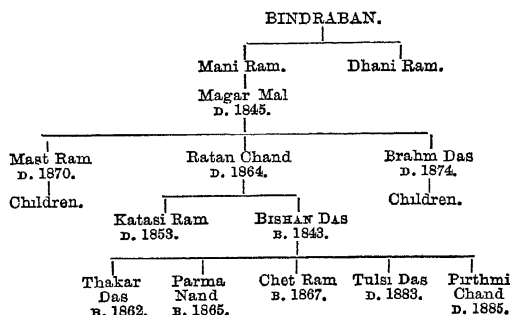 BINDRABAN.
Mani Ram. Dhani Ram.
Magar Mal
D. 1845.
Mast Ram Ratan Chand Brahm Das
D. 1870. D. 1864. D. 1874.
Children. Children.
Katasi Ram BISHAN DAS
D. 1853. B. 1843.
Thakar Parma Chet Ram Tulsi Das Pirthmi
Das Nand B. 1867. D. 1883. Chand
B. 1862. B. 1865. D. 1885.